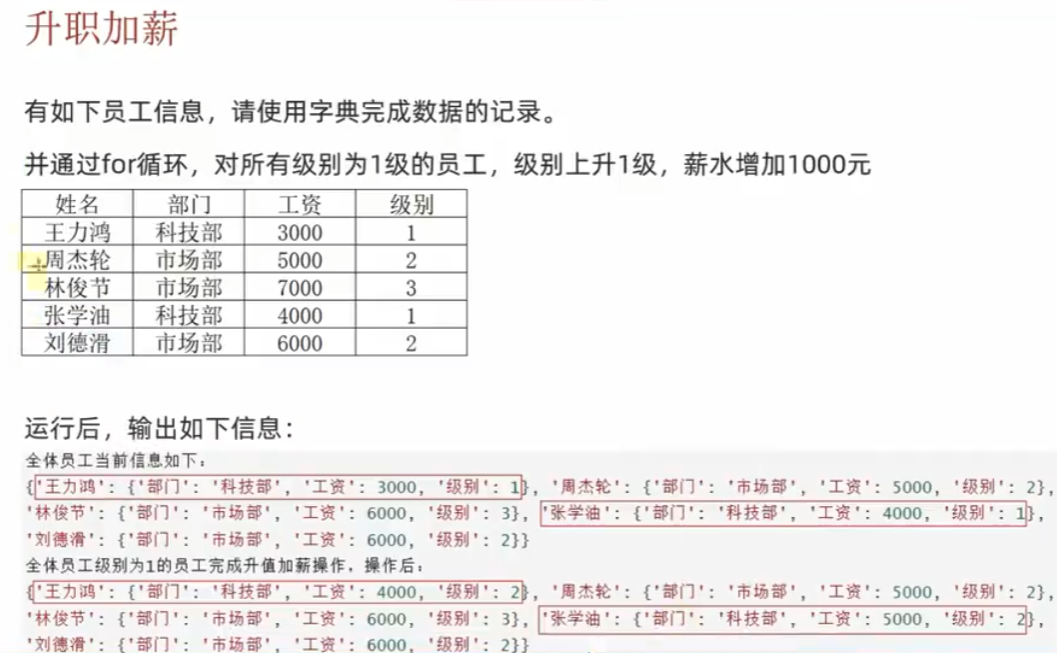 升职加薪
有如下员工信息，请使用字典完成数据的记录。
并通过for循环，对所有级别为1级的员工，级别上升1级，薪水增加1000元
姓名 部门 工资 级别
王力鸿 科技部 3000 1
周杰轮 市场部 5000 2
林俊节 市场部 7000 3
张学油 科技部 4000 1
刘德滑 市场部 6000 2
运行后，输出如下信息：
全体员工当前信息如下：
{'王力鸿': {'部门': '科技部', '工资': 3000, '级别': 1}, '周杰轮': {'部门': '市场部', '工资': 5000, '级别': 2},
'林俊节': {'部门': '市场部', '工资': 6000, '级别': 3}, '张学油': {'部门': '科技部', '工资': 4000, '级别': 1},
'刘德滑': {'部门': '市场部', '工资': 6000, '级别': 2}}
全体员工级别为1的员工完成升值加薪操作，操作后：
{'王力鸿': {'部门': '科技部', '工资': 4000, '级别': 2}, '周杰轮': {'部门': '市场部', '工资': 5000, '级别': 2},
'林俊节': {'部门': '市场部', '工资': 6000, '级别': 3}, '张学油': {'部门': '科技部', '工资': 5000, '级别': 2},
'刘德滑': {'部门': '市场部', '工资': 6000, '级别': 2}}